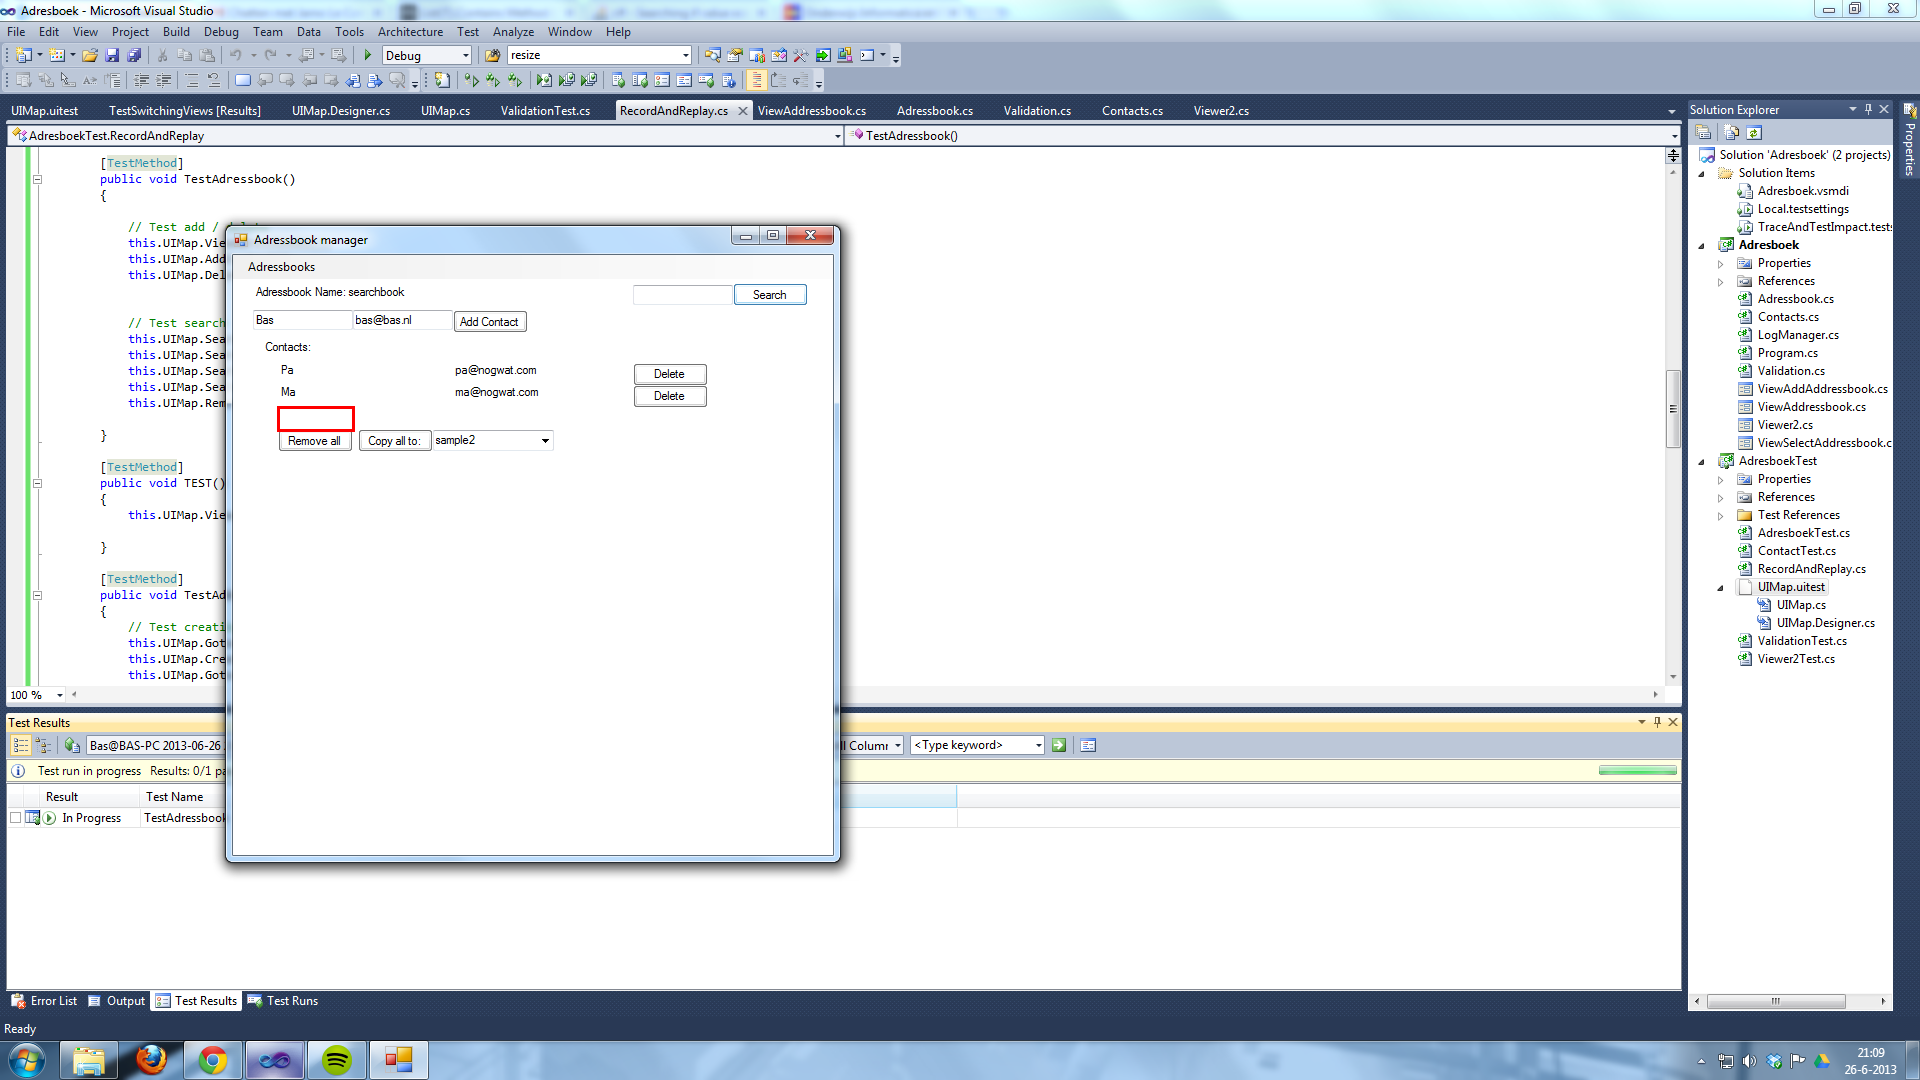 Adresboek - Microsoft Visual Studio
File Edit View Project Build Debug Team Data Tools Architecture Test Analyze Window Help
Debug resize
UIMap.uitest TestSwitchingViews [Results] UIMap.Designer.cs UIMap.cs ValidationTest.cs RecordAndReplay.cs ViewAddressbook.cs Adressbook.cs Validation.cs Contacts.cs Viewer2.cs
AdresboekTest.RecordAndReplay TestAdressbook()
[TestMethod]
public void TestAdressbook()
{
// Test add /
this.UIMap.Vie
this.UIMap.Add
this.UIMap.Del
// Test search
this.UIMap.Sea
this.UIMap.Sea
this.UIMap.Sea
this.UIMap.Sea
this.UIMap.Rem
}
[TestMethod]
public void TEST()
{
this.UIMap.Vie
}
[TestMethod]
public void TestAd
{
// Test creati
this.UIMap.Got
this.UIMap.Cre
this.UIMap.Got
100 %
Adressbook manager
Adressbooks
Adressbook Name: searchbook
Search
Bas bas@bas.nl Add Contact
Contacts:
Pa pa@nogwat.com Delete
Ma ma@nogwat.com Delete
Remove all Copy all to: sample2
Test Results
Bas@BAS-PC 2013-06-26 ll Column <Type keyword>
Test run in progress Results: 0/1 pa
Result Test Name
In Progress TestAdressbook
Error List Output Test Results Test Runs
Ready
Solution Explorer
Properties
Solution 'Adresboek' (2 projects)
Solution Items
Adresboek.vsmdi
Local.testsettings
TraceAndTestImpact.tests
Adresboek
Properties
References
Adressbook.cs
Contacts.cs
LogManager.cs
Program.cs
Validation.cs
ViewAddAddressbook.cs
ViewAddressbook.cs
Viewer2.cs
ViewSelectAddressbook.c
AdresboekTest
Properties
References
Test References
AdresboekTest.cs
ContactTest.cs
RecordAndReplay.cs
UIMap.uitest
UIMap.cs
UIMap.Designer.cs
ValidationTest.cs
Viewer2Test.cs
21:09
26-6-2013